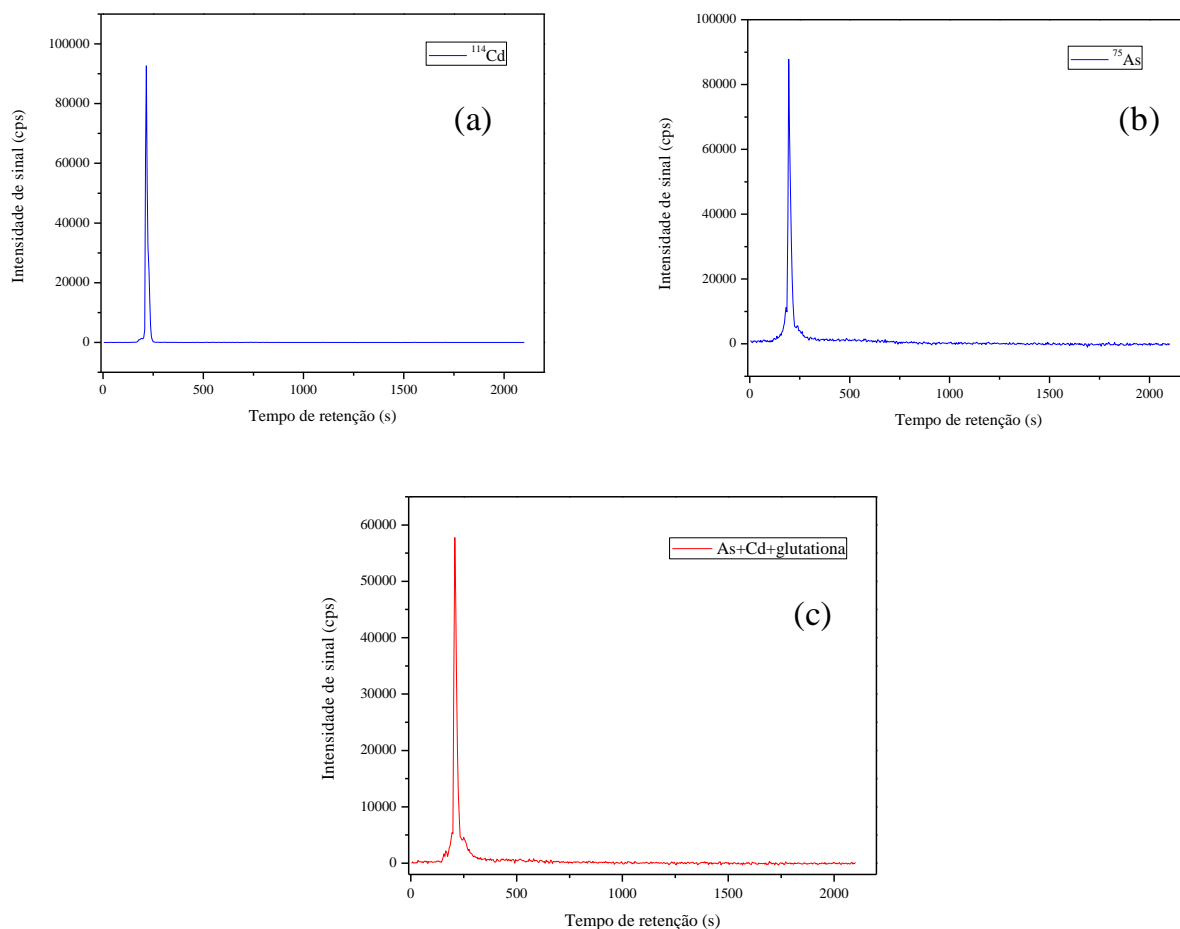 100000
80000
60000
40000
20000
0
Intensidade de sinal (cps)
¹¹⁴Cd
(a)
0 500 1000 1500 2000
Tempo de retenção (s)
100000
80000
60000
40000
20000
0
Intensidade de sinal (cps)
⁷⁵As
(b)
0 500 1000 1500 2000
Tempo de retenção (s)
60000
50000
40000
30000
20000
10000
0
Intensidade de sinal (cps)
As+Cd+glutationa
(c)
0 500 1000 1500 2000
Tempo de retenção (s)